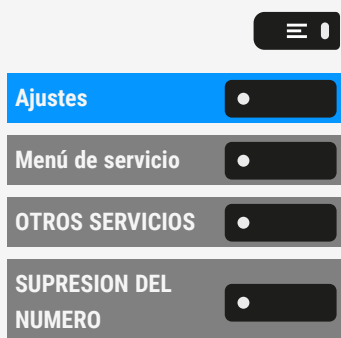 Ajustes
Menú de servicio
OTROS SERVICIOS
SUPRESION DEL
NUMERO